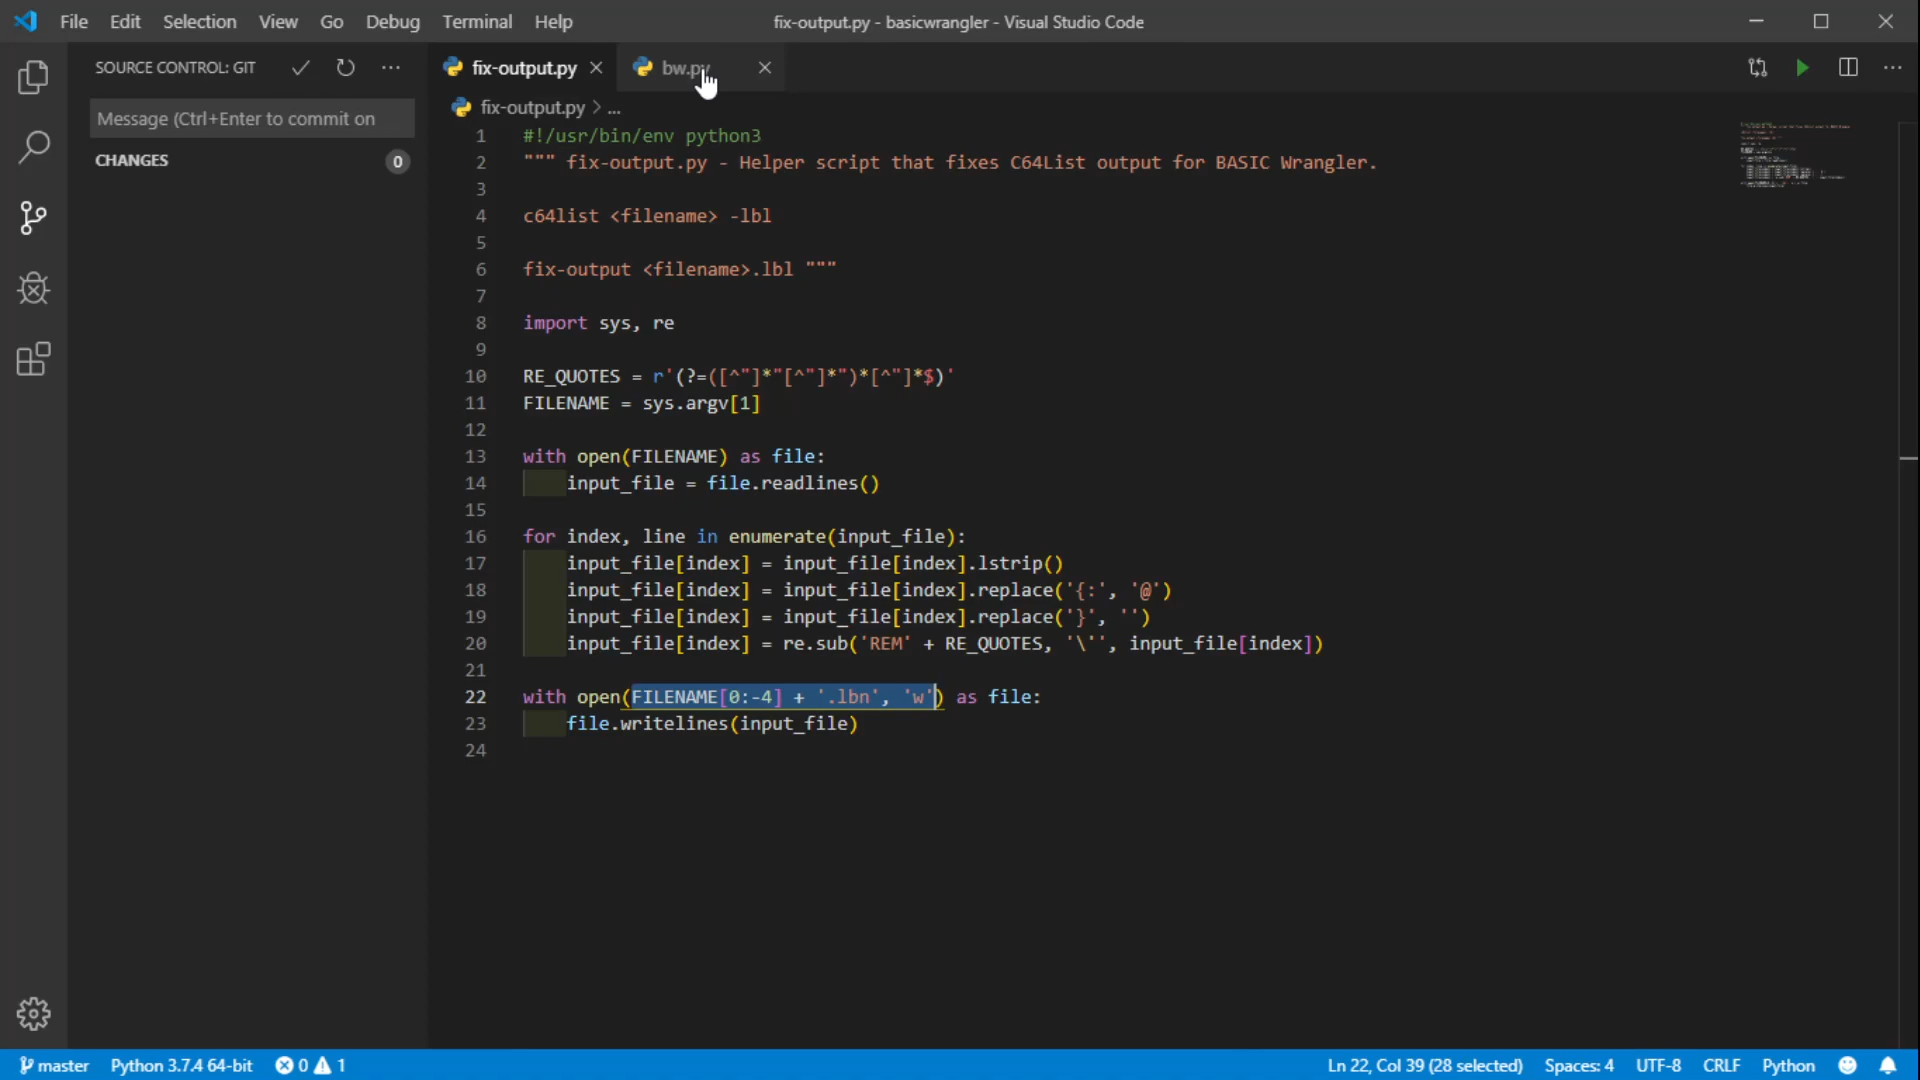 File Edit Selection View Go Debug Terminal Help
fix-output.py - basicwrangler - Visual Studio Code
SOURCE CONTROL: GIT
Message (Ctrl+Enter to commit on
CHANGES
0
fix-output.py
bw.py
fix-output.py > ...
1 #!/usr/bin/env python3
2 """ fix-output.py - Helper script that fixes C64List output for BASIC Wrangler.
3
4 c64list <filename> -lbl
5
6 fix-output <filename>.lbl """
7
8 import sys, re
9
10 RE_QUOTES = r'(?=([^"]*"[^"]*")*[^"]*$)'
11 FILENAME = sys.argv[1]
12
13 with open(FILENAME) as file:
14 input_file = file.readlines()
15
16 for index, line in enumerate(input_file):
17 input_file[index] = input_file[index].lstrip()
18 input_file[index] = input_file[index].replace('{:', '@')
19 input_file[index] = input_file[index].replace('}', '')
20 input_file[index] = re.sub('REM' + RE_QUOTES, '\'', input_file[index])
21
22 with open(FILENAME[0:-4] + '.lbn', 'w') as file:
23 file.writelines(input_file)
24
master Python 3.7.4 64-bit 0 1
Ln 22, Col 39 (28 selected) Spaces: 4 UTF-8 CRLF Python